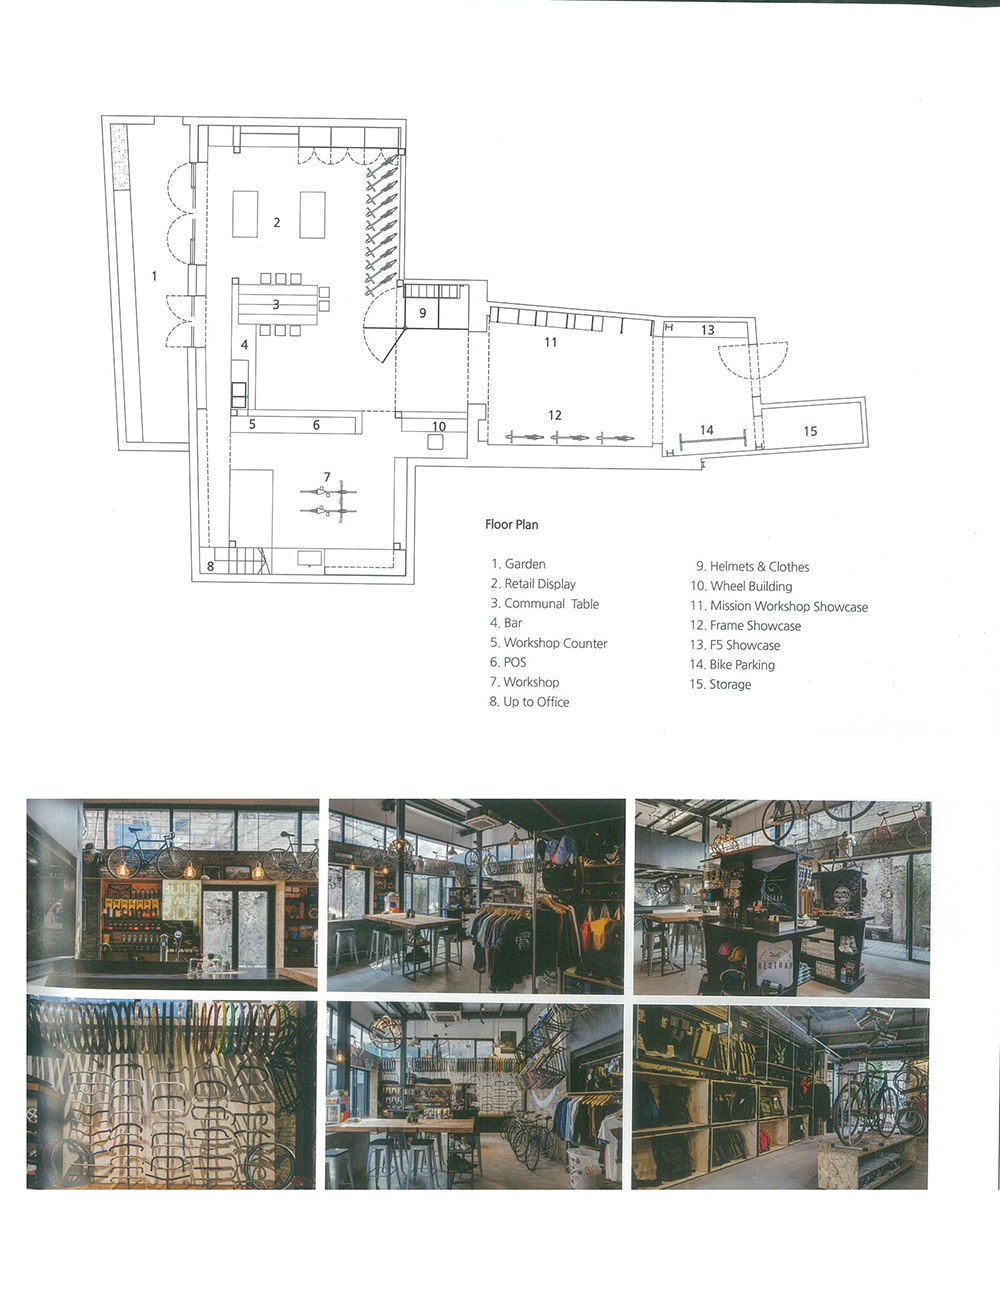 1
2
3
4
5
6
7
8
9
10
11
12
13
14
15
Floor Plan
1. Garden
2. Retail Display
3. Communal Table
4. Bar
5. Workshop Counter
6. POS
7. Workshop
8. Up to Office
9. Helmets & Clothes
10. Wheel Building
11. Mission Workshop Showcase
12. Frame Showcase
13. F5 Showcase
14. Bike Parking
15. Storage
BUILD
RESTRAP